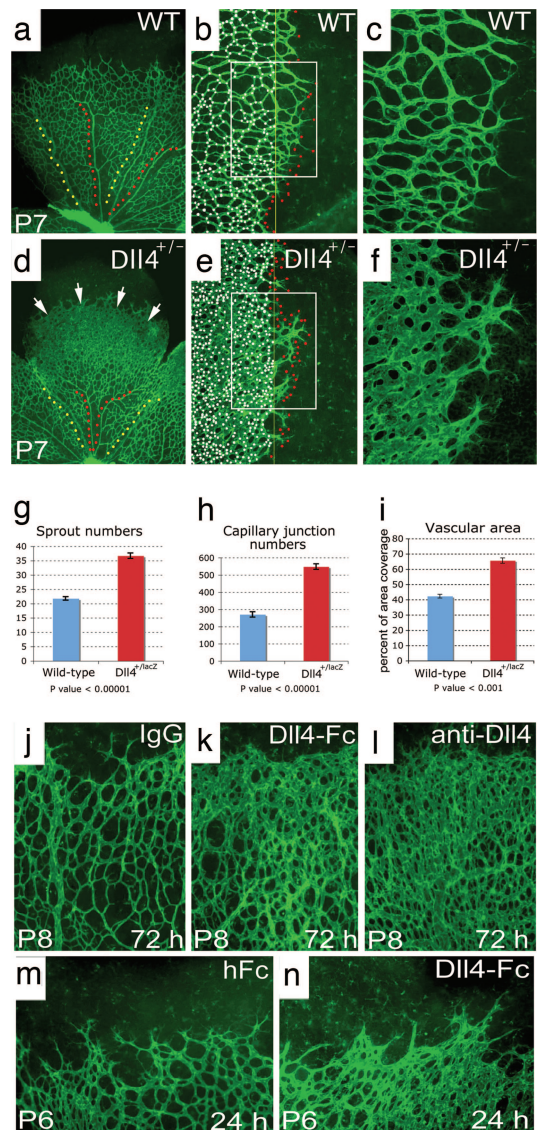 a WT
P7
b WT
c WT
d Dll4+/-
P7
e Dll4+/-
f Dll4+/-
g
Sprout numbers
40
35
30
25
20
15
10
5
0
Wild-type Dll4+/lacZ
P value < 0.00001
h
Capillary junction
numbers
600
500
400
300
200
100
0
Wild-type Dll4+/lacZ
P value < 0.00001
i
Vascular area
percent of area coverage
80
70
60
50
40
30
20
10
0
Wild-type Dll4+/lacZ
P value < 0.001
j IgG
P8 72 h
k Dll4-Fc
P8 72 h
l anti-Dll4
P8 72 h
m hFc
P6 24 h
n Dll4-Fc
P6 24 h